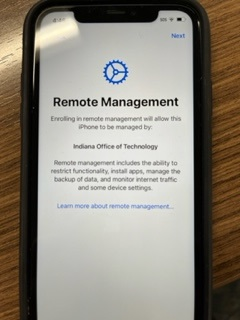 5G
Next
Remote Management
Enrolling in remote management will allow this
iPhone to be managed by:
Indiana Office of Technology
Remote management includes the ability to
restrict functionality, install apps, manage the
backup of data, and monitor internet traffic
and some device settings.
Learn more about remote management...